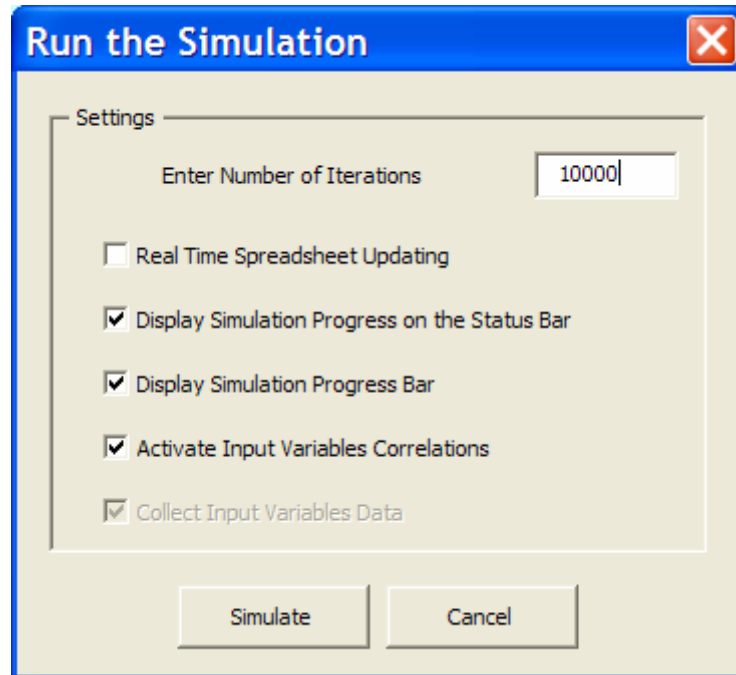 Run the Simulation
Settings
Enter Number of Iterations 10000
Real Time Spreadsheet Updating
Display Simulation Progress on the Status Bar
Display Simulation Progress Bar
Activate Input Variables Correlations
Collect Input Variables Data
Simulate Cancel